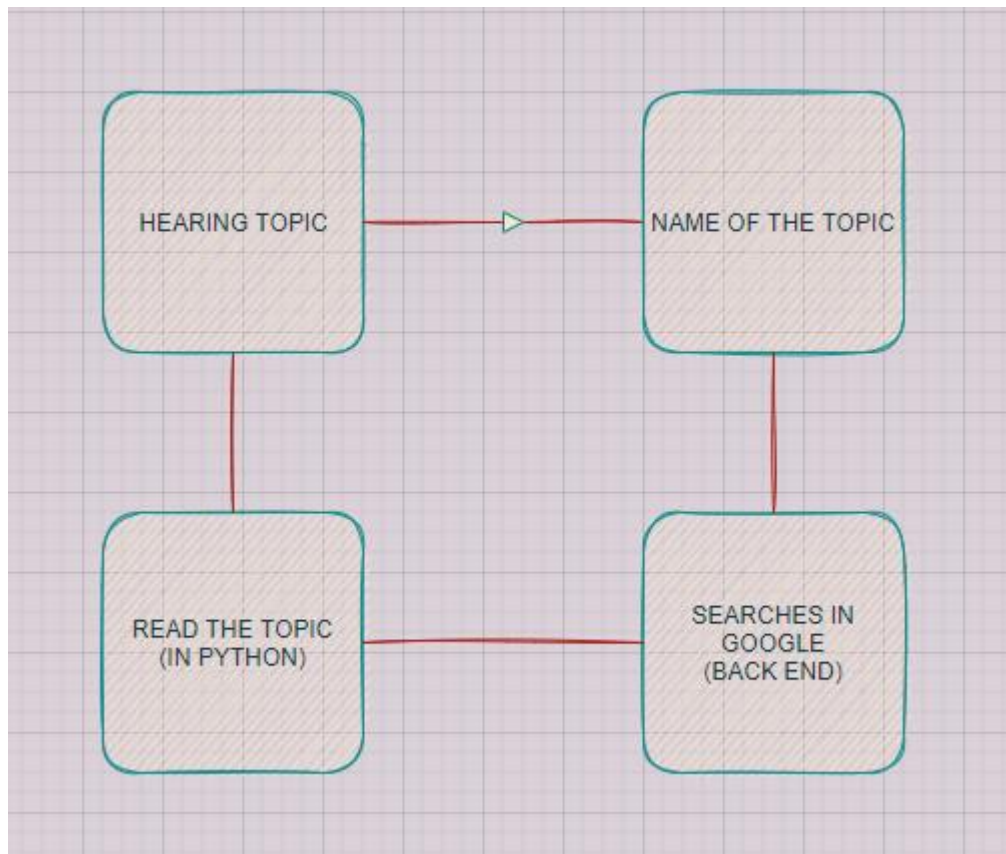 HEARING TOPIC
NAME OF THE TOPIC
READ THE TOPIC
(IN PYTHON)
SEARCHES IN
GOOGLE
(BACK END)